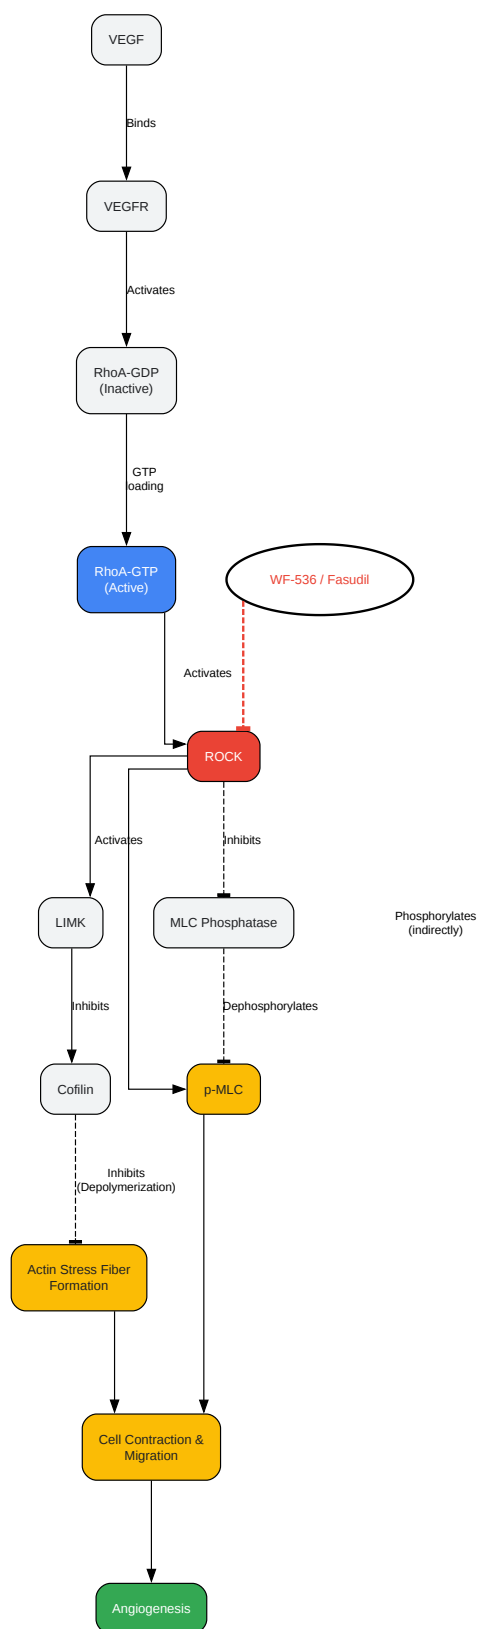 VEGF
Binds
VEGFR
Activates
RhoA-GDP
(Inactive)
GTP
loading
RhoA-GTP
(Active)
WF-536 / Fasudil
Activates
ROCK
Activates
Inhibits
LIMK
MLC Phosphatase
Phosphorylates
(indirectly)
Inhibits
Dephosphorylates
Cofilin
p-MLC
Inhibits
(Depolymerization)
Actin Stress Fiber
Formation
Cell Contraction &
Migration
Angiogenesis